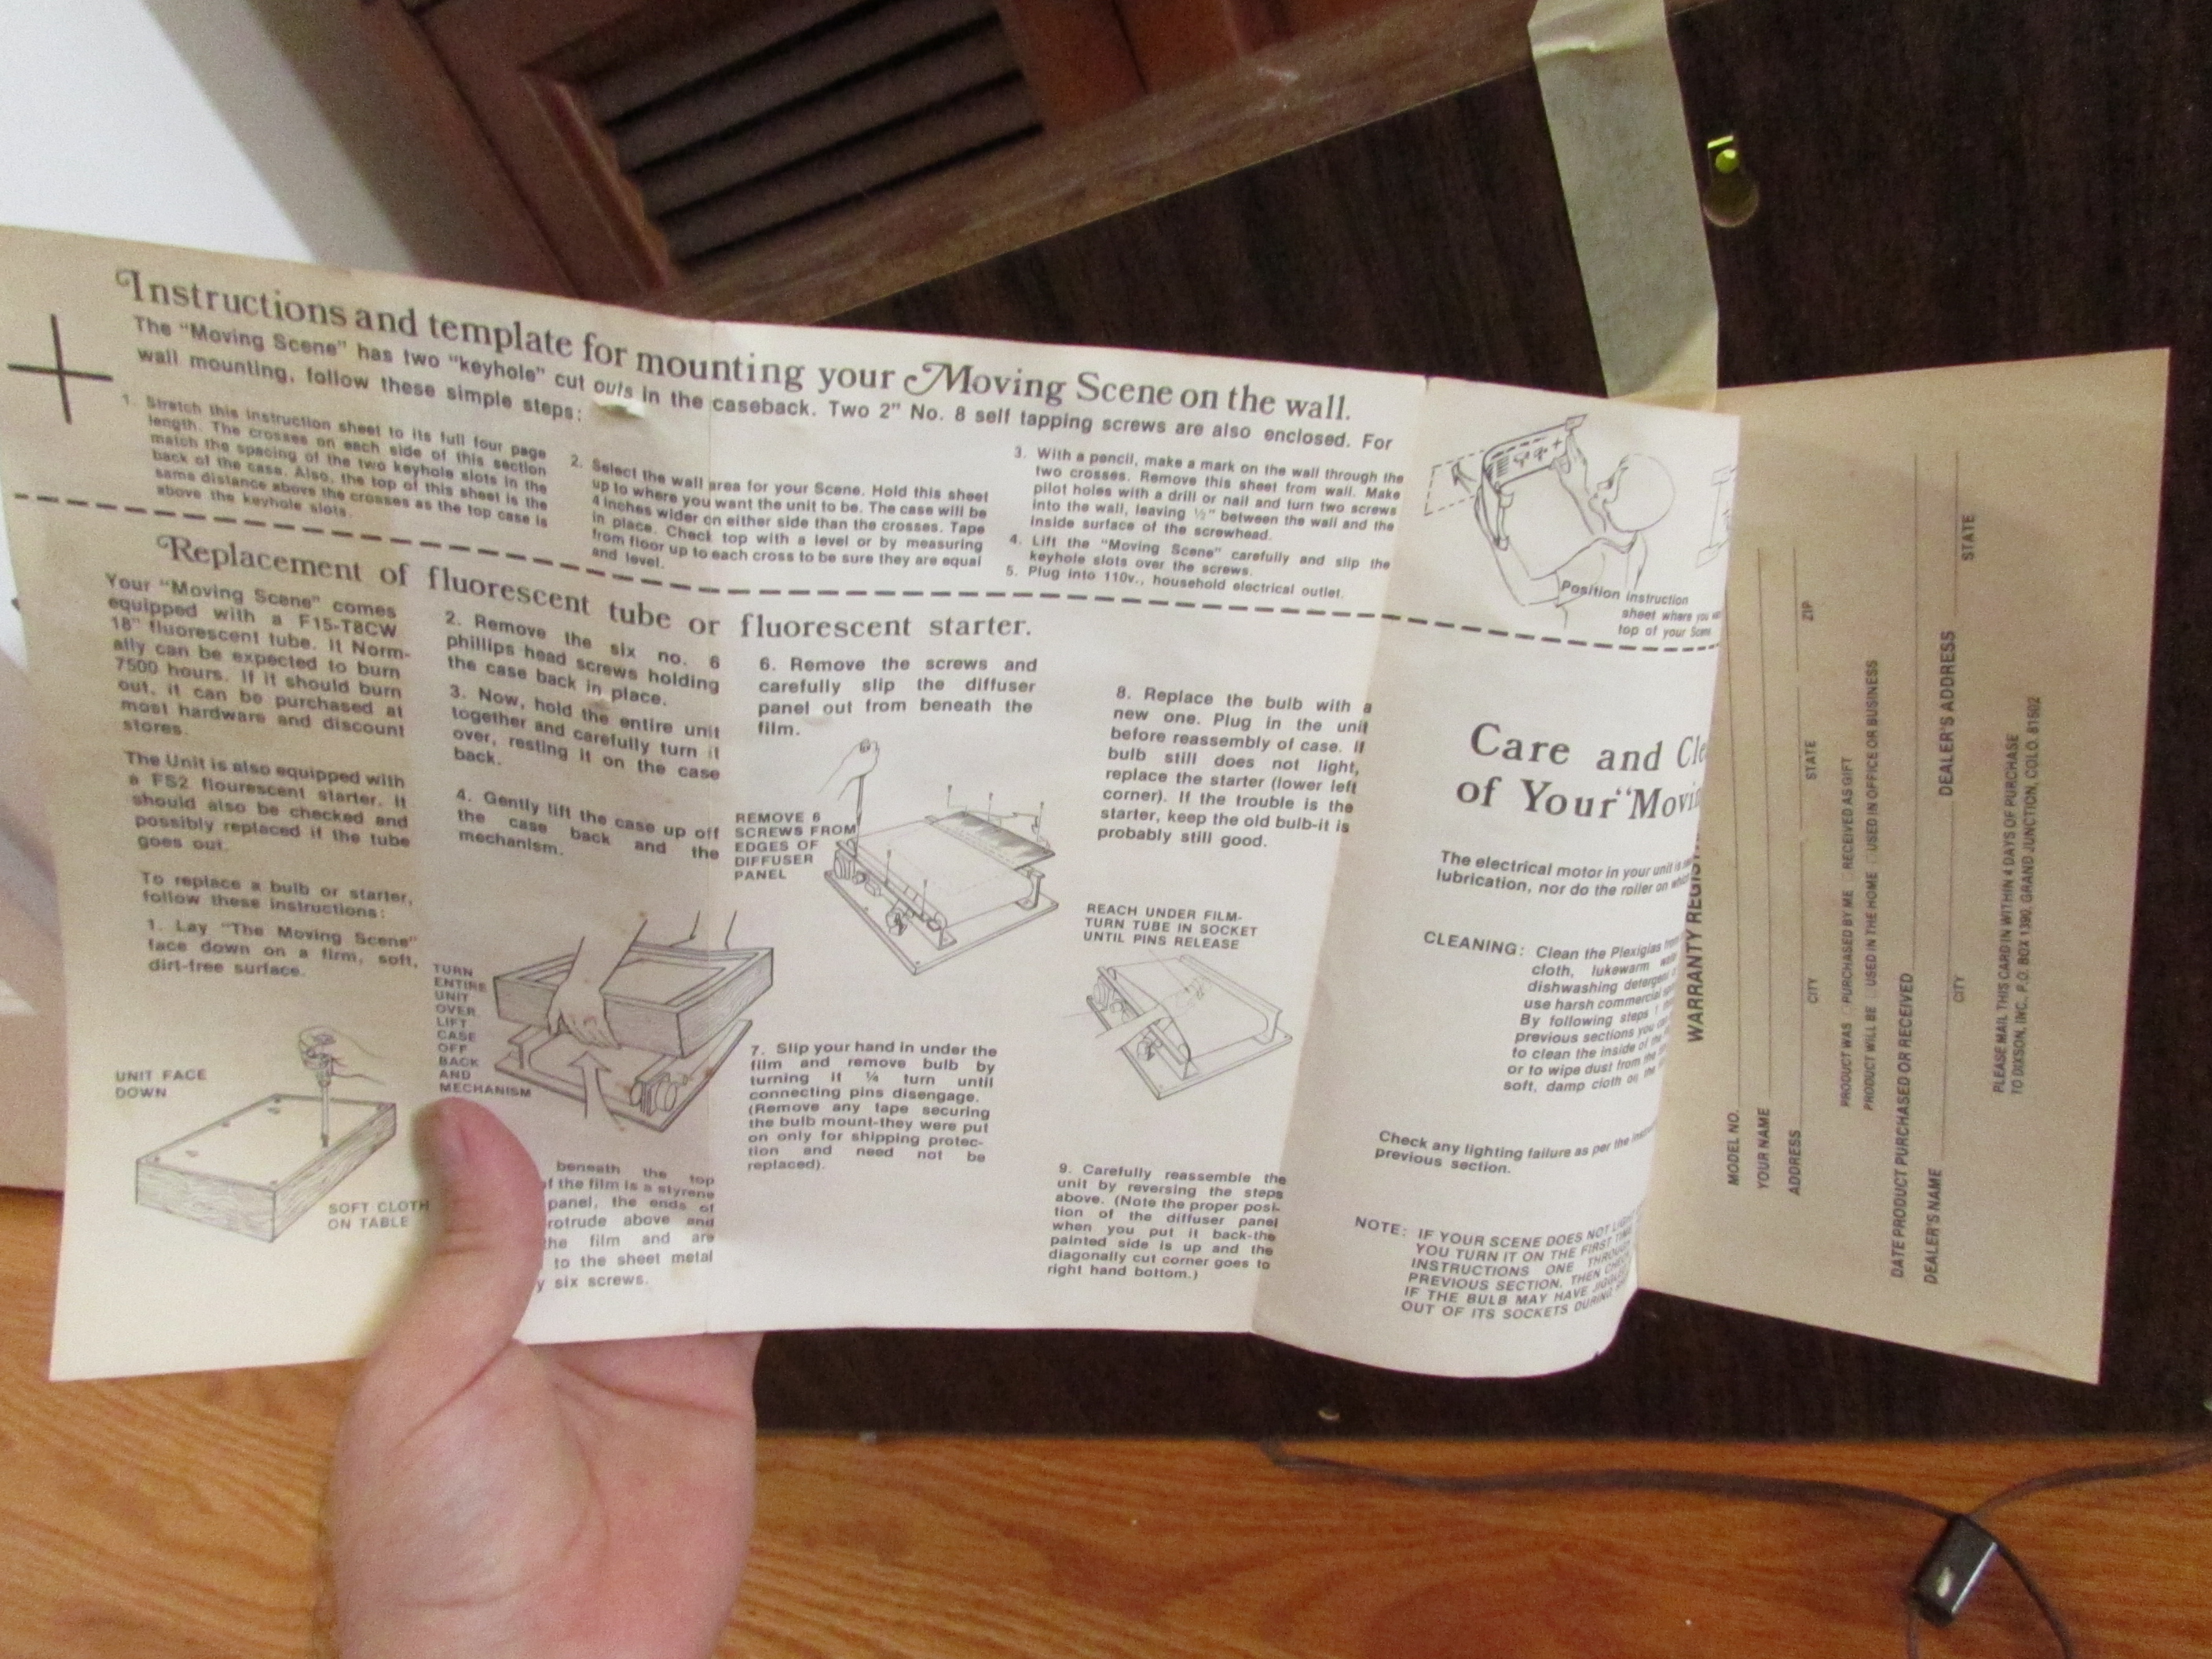 Instructions and template for mounting your Moving Scene on the wall.
The "Moving Scene" has two "keyhole" cut outs in the caseback. Two 2" No. 8 self tapping screws are also enclosed. For
wall mounting, follow these simple steps:
1. Stretch this instruction sheet to its full four page
length. The crosses on each side of this section
match the spacing of the two keyhole slots in the
back of the case. Also, the top of this sheet is the
same distance above the crosses as the top case is
above the keyhole slots.
2. Select the wall area for your Scene. Hold this sheet
up to where you want the unit to be. The case will be
4 inches wider on either side than the crosses. Tape
in place. Check top with a level or by measuring
from floor up to each cross to be sure they are equal
and level.
3. With a pencil, make a mark on the wall through the
two crosses. Remove this sheet from wall. Make
pilot holes with a drill or nail and turn two screws
into the wall, leaving ½" between the wall and the
inside surface of the screwhead.
4. Lift the "Moving Scene" carefully and slip the
keyhole slots over the screws.
5. Plug into 110v., household electrical outlet.
Position instruction
sheet where you
top of your Scene
Replacement of fluorescent tube or fluorescent starter.
Your "Moving Scene" comes
equipped with a F15-T8CW
18" fluorescent tube. It Norm-
ally can be expected to burn
7500 hours. If it should burn
out, it can be purchased at
most hardware and discount
stores.
The Unit is also equipped with
a FS2 flourescent starter. It
should also be checked and
possibly replaced if the tube
goes out.
To replace a bulb or starter,
follow these instructions:
1. Lay "The Moving Scene"
face down on a firm, soft,
dirt-free surface.
UNIT FACE
DOWN
SOFT CLOTH
ON TABLE
2. Remove the six no. 6
phillips head screws holding
the case back in place.
3. Now, hold the entire unit
together and carefully turn it
over, resting it on the case
back.
4. Gently lift the case up off
the case back and the
mechanism.
TURN
ENTIRE
UNIT
OVER.
LIFT
CASE
OFF
BACK
AND
MECHANISM
beneath the top
of the film is a styrene
panel, the ends of
protrude above and
the film and are
to the sheet metal
six screws.
6. Remove the screws and
carefully slip the diffuser
panel out from beneath the
film.
REMOVE 6
SCREWS FROM
EDGES OF
DIFFUSER
PANEL
7. Slip your hand in under the
film and remove bulb by
turning it ¼ turn until
connecting pins disengage.
(Remove any tape securing
the bulb mount-they were put
on only for shipping protec-
tion and need not be
replaced).
8. Replace the bulb with a
new one. Plug in the unit
before reassembly of case. If
bulb still does not light,
replace the starter (lower left
corner). If the trouble is the
starter, keep the old bulb-it is
probably still good.
REACH UNDER FILM-
TURN TUBE IN SOCKET
UNTIL PINS RELEASE
9. Carefully reassemble the
unit by reversing the steps
above. (Note the proper posi-
tion of the diffuser panel
when you put it back-the
painted side is up and the
diagonally cut corner goes to
right hand bottom.)
Care and Cle
of Your "Movin
The electrical motor in your unit is
lubrication, nor do the roller on
CLEANING: Clean the Plexiglas
cloth, lukewarm
dishwashing detergent
use harsh commercial
By following steps 1
previous sections you
to clean the inside of the
or to wipe dust from the
soft, damp cloth on
Check any lighting failure as per the
previous section.
NOTE: IF YOUR SCENE DOES NOT
YOU TURN IT ON THE FIRST TIME
INSTRUCTIONS ONE THROUGH
PREVIOUS SECTION. THEN CHECK
IF THE BULB MAY HAVE JIGGLED
OUT OF ITS SOCKETS DURING
WARRANTY REGIS
MODEL NO.
YOUR NAME
ADDRESS CITY STATE ZIP
PRODUCT WAS PURCHASED BY ME RECEIVED AS GIFT
PRODUCT WILL BE USED IN THE HOME USED IN OFFICE OR BUSINESS
DATE PRODUCT PURCHASED OR RECEIVED
DEALER'S NAME DEALER'S ADDRESS
CITY STATE
PLEASE MAIL THIS CARD IN WITHIN 4 DAYS OF PURCHASE
TO DIXSON, INC., P.O. BOX 1390, GRAND JUNCTION, COLO. 81502